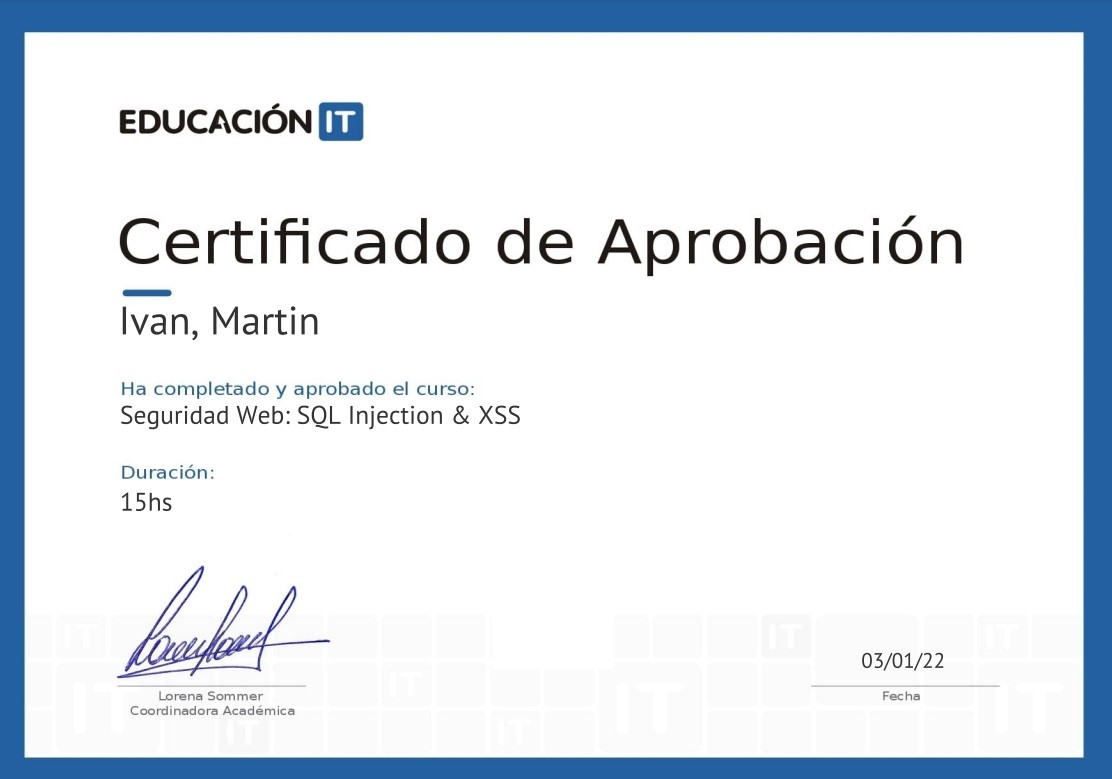 EDUCACIÓN IT
Certificado de Aprobación
Ivan, Martin
Ha completado y aprobado el curso:
Seguridad Web: SQL Injection & XSS
Duración:
15hs
03/01/22
Lorena Sommer
Coordinadora Académica
Fecha